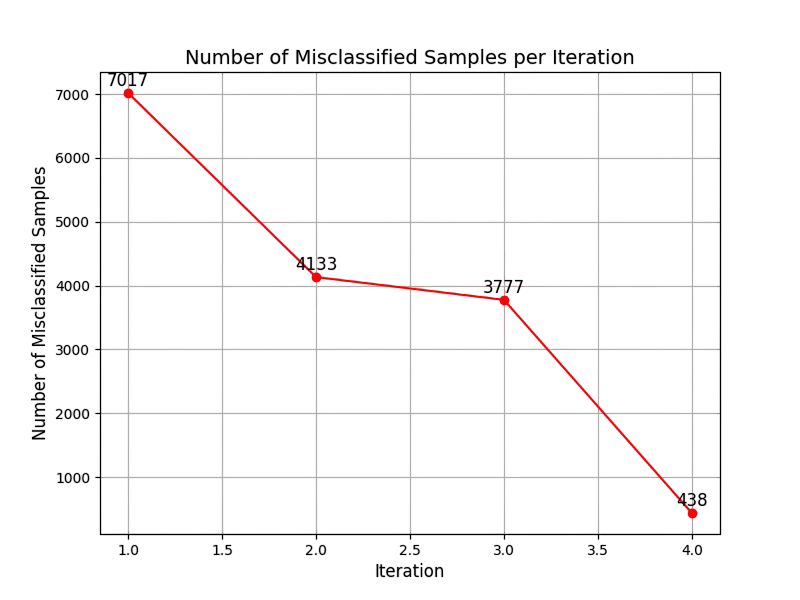 Number of Misclassified Samples per Iteration
7017
4133
3777
438
7000
6000
5000
4000
3000
2000
1000
Number of Misclassified Samples
1.0 1.5 2.0 2.5 3.0 3.5 4.0
Iteration